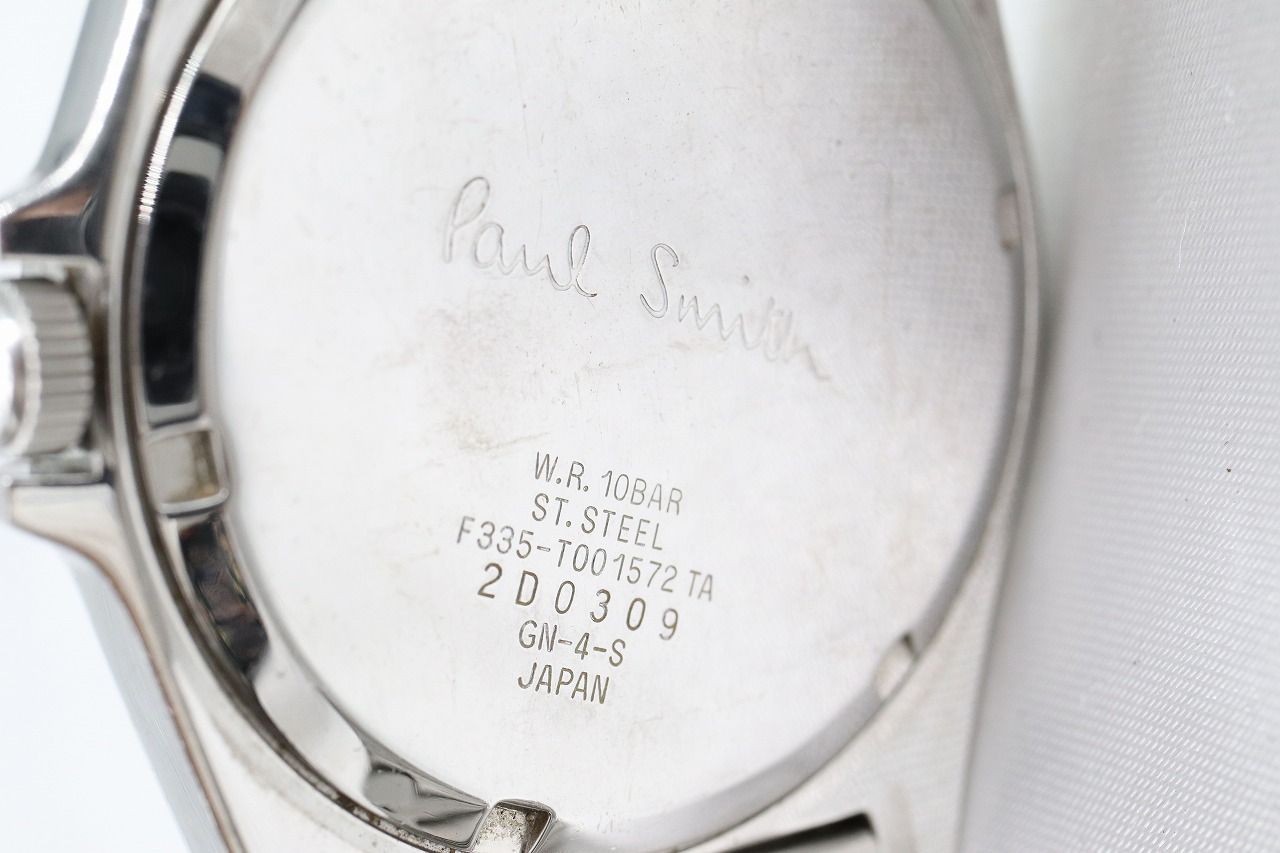 Paul Smith
W.R. 10BAR
ST. STEEL
F335-T001572 TA
2D0309
GN-4-S
JAPAN